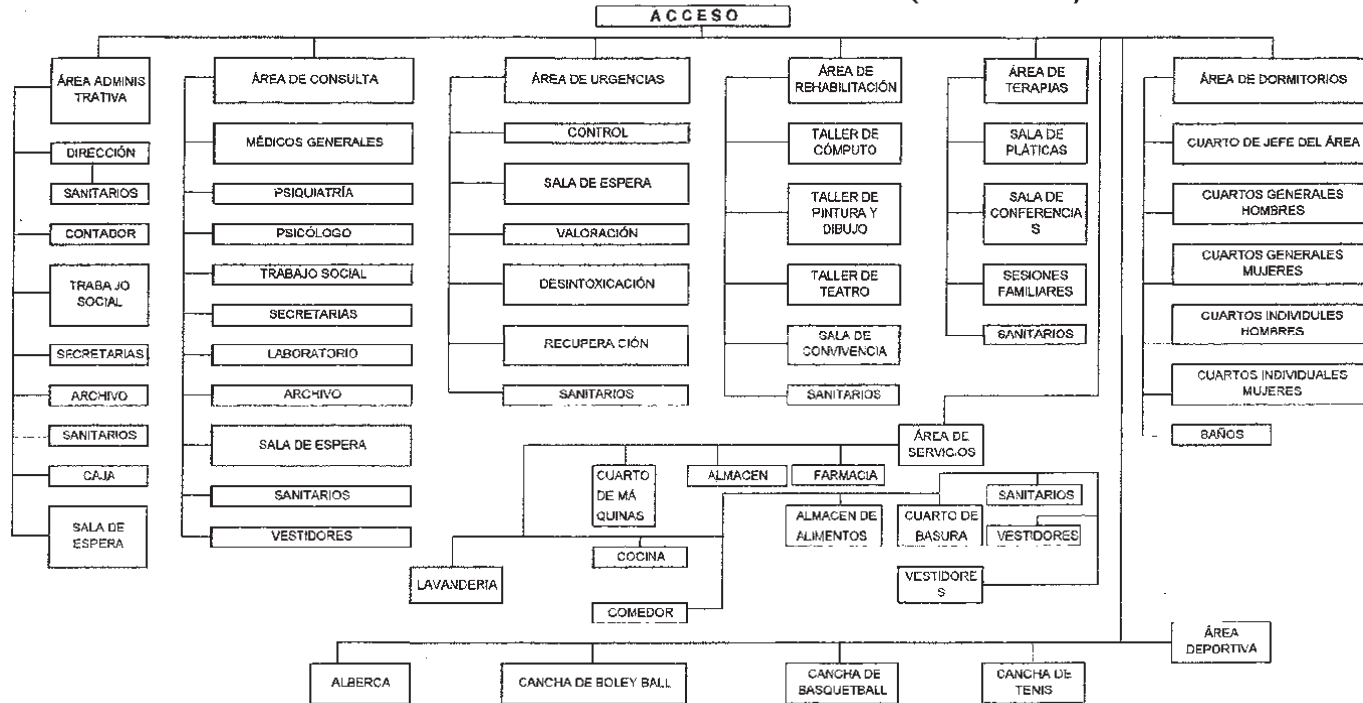 ACCESO
ÁREA ADMINIS
TRATIVA
DIRECCIÓN
SANITARIOS
CONTADOR
TRABAJO
SOCIAL
SECRETARIAS
ARCHIVO
SANITARIOS
CAJA
SALA DE
ESPERA
ÁREA DE CONSULTA
MÉDICOS GENERALES
PSIQUIATRÍA
PSICÓLOGO
TRABAJO SOCIAL
SECRETARIAS
LABORATORIO
ARCHIVO
SALA DE ESPERA
SANITARIOS
VESTIDORES
ÁREA DE URGENCIAS
CONTROL
SALA DE ESPERA
VALORACIÓN
DESINTOXICACIÓN
RECUPERACIÓN
SANITARIOS
ÁREA DE
REHABILITACIÓN
TALLER DE
CÓMPUTO
TALLER DE
PINTURA Y
DIBUJO
TALLER DE
TEATRO
SALA DE
CONVIVENCIA
SANITARIOS
ÁREA DE
TERAPIAS
SALA DE
PLÁTICAS
SALA DE
CONFERENCIA
S
SESIONES
FAMILIARES
SANITARIOS
ÁREA DE DORMITORIOS
CUARTO DE JEFE DEL ÁREA
CUARTOS GENERALES
HOMBRES
CUARTOS GENERALES
MUJERES
CUARTOS INDIVIDULES
HOMBRES
CUARTOS INDIVIDUALES
MUJERES
BAÑOS
ÁREA DE
SERVICIOS
CUARTO
DE MÁ
QUINAS
ALMACEN
FARMACIA
SANITARIOS
ALMACEN DE
ALIMENTOS
CUARTO DE
BASURA
VESTIDORES
COCINA
LAVANDERIA
VESTIDORE
S
COMEDOR
ÁREA
DEPORTIVA
ALBERCA
CANCHA DE BOLEY BALL
CANCHA DE
BASQUETBALL
CANCHA DE
TENIS